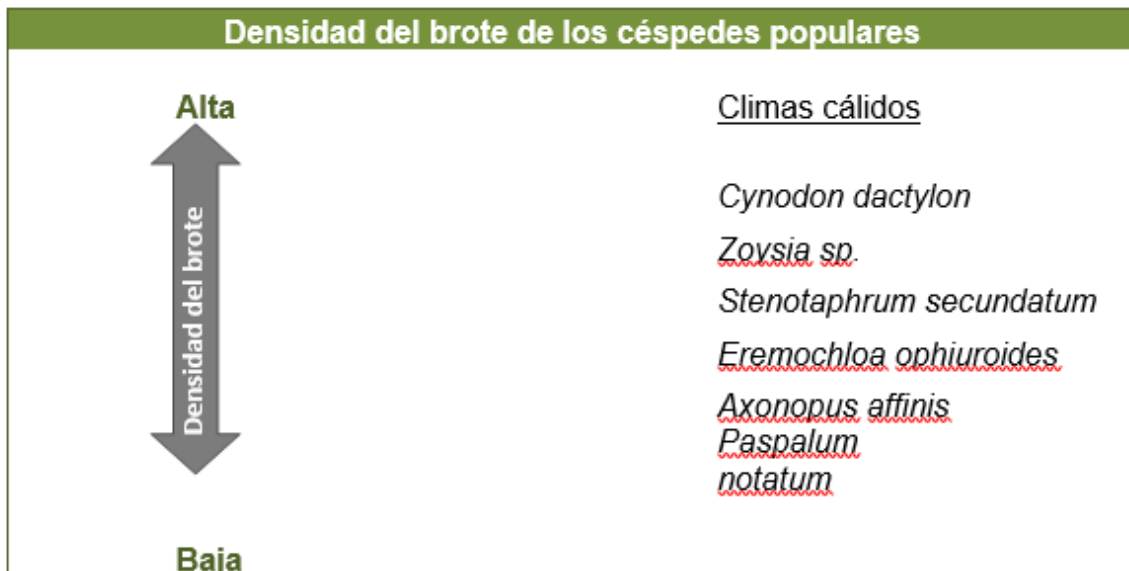 Densidad del brote de los céspedes populares
Alta
Climas cálidos
Densidad del brote
Cynodon dactylon
Zoysia sp.
Stenotaphrum secundatum
Eremochloa ophiuroides
Axonopus affinis
Paspalum
notatum
Baja